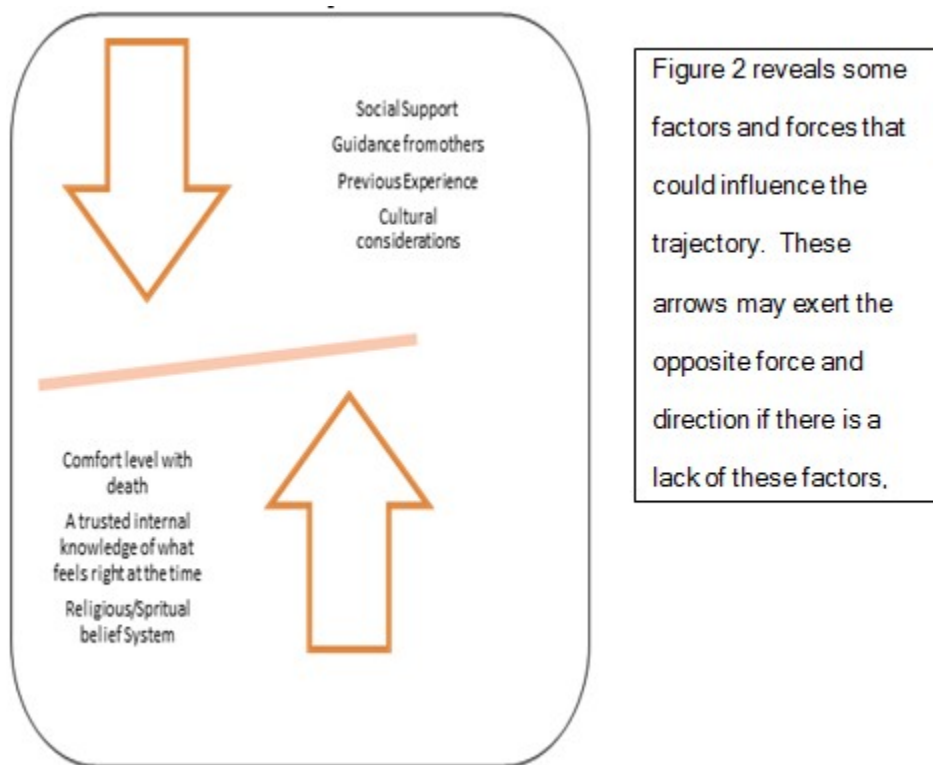 Social Support
Guidance from others
Previous Experience
Cultural
considerations
Comfort level with
death
A trusted internal
knowledge of what
feels right at the time
Religious/Spritual
belief System
Figure 2 reveals some
factors and forces that
could influence the
trajectory. These
arrows may exert the
opposite force and
direction if there is a
lack of these factors,